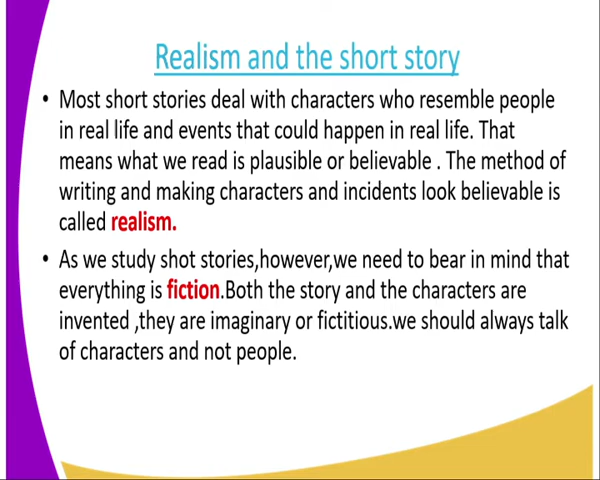 Realism and the short story
• Most short stories deal with characters who resemble people
in real life and events that could happen in real life. That
means what we read is plausible or believable . The method of
writing and making characters and incidents look believable is
called realism.
• As we study shot stories,however,we need to bear in mind that
everything is fiction.Both the story and the characters are
invented ,they are imaginary or fictitious.we should always talk
of characters and not people.